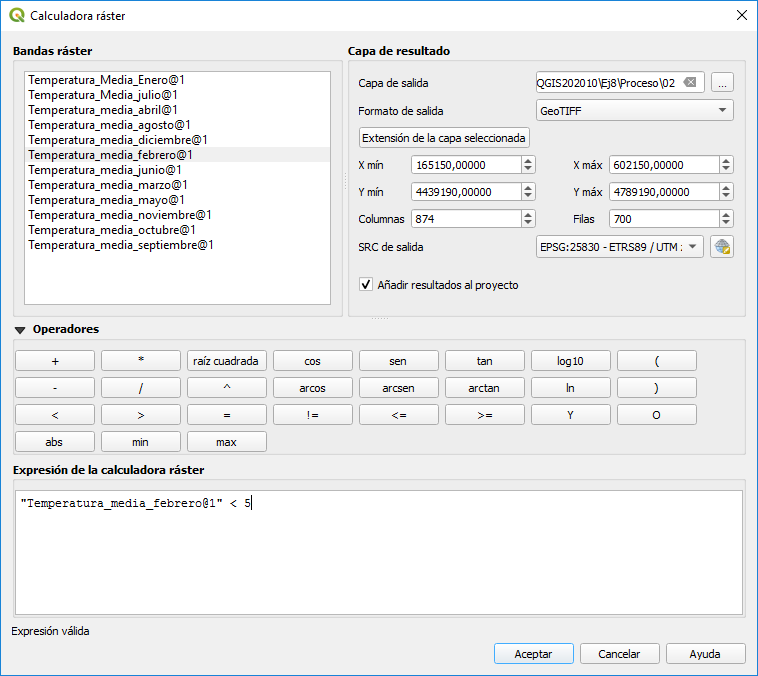 Calculadora ráster
Bandas ráster
Temperatura_Media_Enero@1
Temperatura_Media_julio@1
Temperatura_media_abril@1
Temperatura_media_agosto@1
Temperatura_media_diciembre@1
Temperatura_media_febrero@1
Temperatura_media_junio@1
Temperatura_media_marzo@1
Temperatura_media_mayo@1
Temperatura_media_noviembre@1
Temperatura_media_octubre@1
Temperatura_media_septiembre@1
Capa de resultado
Capa de salida QGIS202010\Ej8\Proceso\02 ...
Formato de salida GeoTIFF
Extensión de la capa seleccionada
X mín 165150,00000 X máx 602150,00000
Y mín 4439190,00000 Y máx 4789190,00000
Columnas 874 Filas 700
SRC de salida EPSG:25830 - ETRS89 / UTM
Añadir resultados al proyecto
Operadores
+ * raíz cuadrada cos sen tan log10 (
- / ^ arcos arcsen arctan ln )
< > = != <= >= Y O
abs min max
Expresión de la calculadora ráster
"Temperatura_media_febrero@1" < 5
Expresión válida
Aceptar Cancelar Ayuda